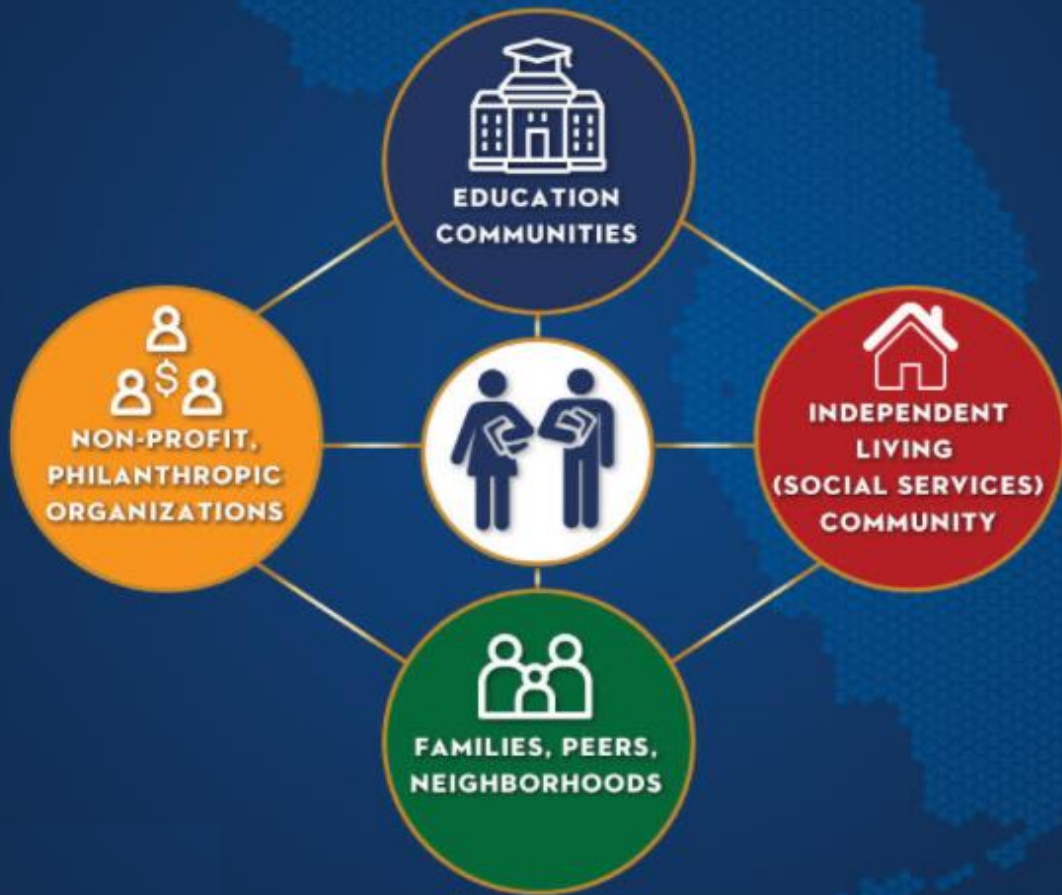 EDUCATION
COMMUNITIES
$
NON-PROFIT,
PHILANTHROPIC
ORGANIZATIONS
INDEPENDENT
LIVING
(SOCIAL SERVICES)
COMMUNITY
FAMILIES, PEERS,
NEIGHBORHOODS